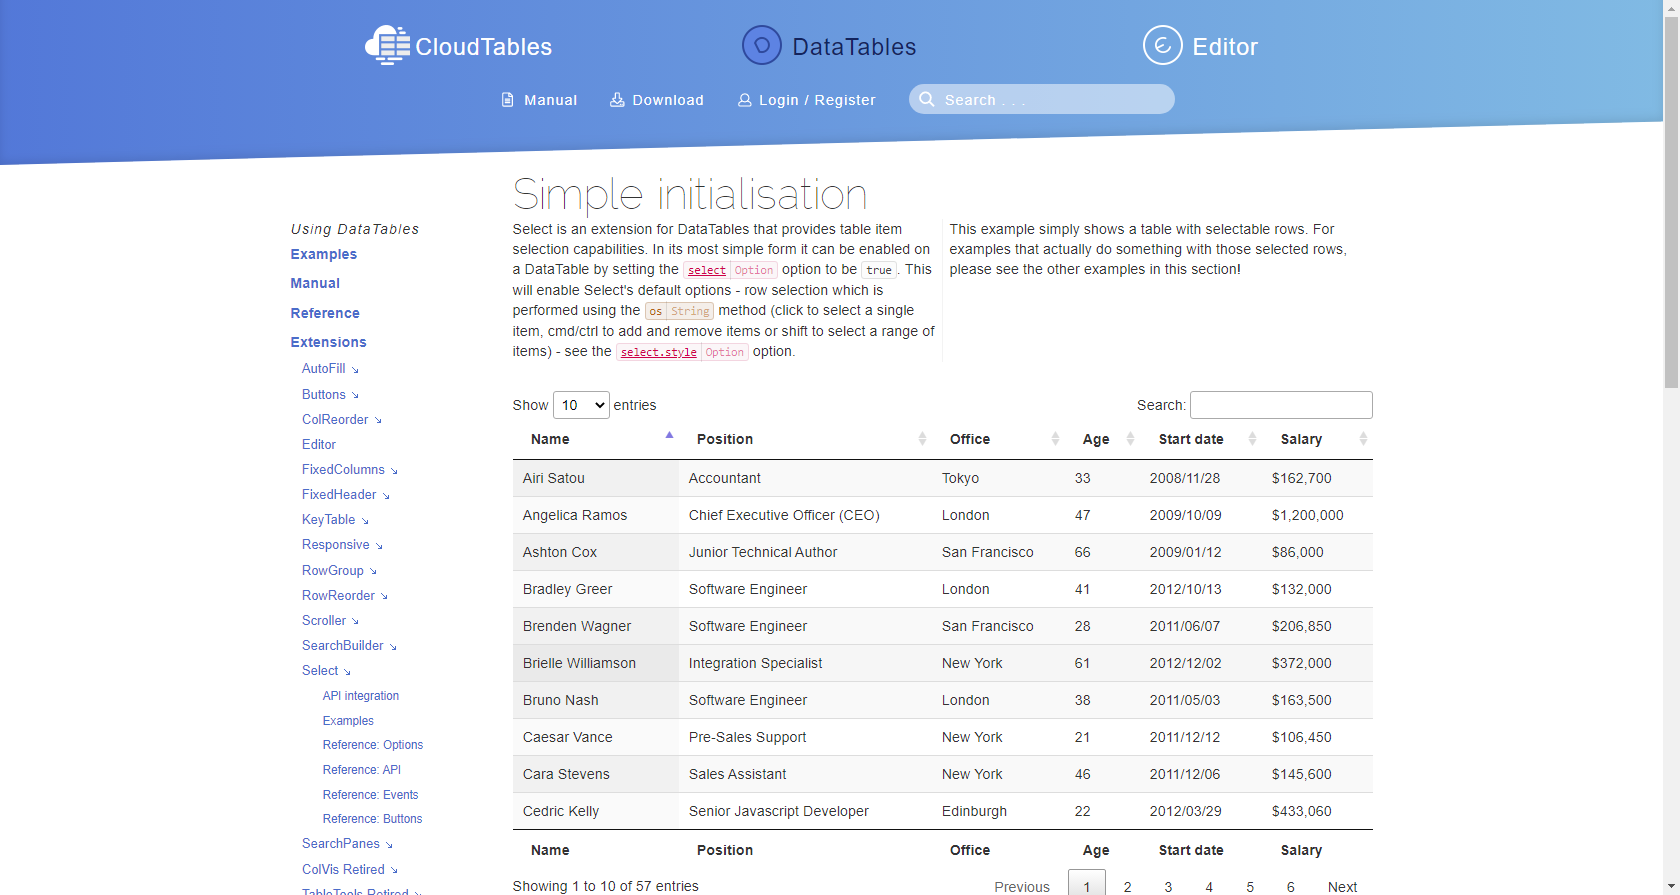 CloudTables
DataTables
Editor
Manual
Download
Login / Register
Search . . .
Simple initialisation
Using DataTables
Examples
Manual
Reference
Extensions
AutoFill ↘
Buttons ↘
ColReorder ↘
Editor
FixedColumns ↘
FixedHeader ↘
KeyTable ↘
Responsive ↘
RowGroup ↘
RowReorder ↘
Scroller ↘
SearchBuilder ↘
Select ↘
API integration
Examples
Reference: Options
Reference: API
Reference: Events
Reference: Buttons
SearchPanes ↘
ColVis Retired ↘
TableTools Retired ↘
Select is an extension for DataTables that provides table item
selection capabilities. In its most simple form it can be enabled on
a DataTable by setting the select Option option to be true. This
will enable Select's default options - row selection which is
performed using the os String method (click to select a single
item, cmd/ctrl to add and remove items or shift to select a range of
items) - see the select.style Option option.
This example simply shows a table with selectable rows. For
examples that actually do something with those selected rows,
please see the other examples in this section!
Show 10 entries
Search:
Name Position Office Age Start date Salary
Airi Satou Accountant Tokyo 33 2008/11/28 $162,700
Angelica Ramos Chief Executive Officer (CEO) London 47 2009/10/09 $1,200,000
Ashton Cox Junior Technical Author San Francisco 66 2009/01/12 $86,000
Bradley Greer Software Engineer London 41 2012/10/13 $132,000
Brenden Wagner Software Engineer San Francisco 28 2011/06/07 $206,850
Brielle Williamson Integration Specialist New York 61 2012/12/02 $372,000
Bruno Nash Software Engineer London 38 2011/05/03 $163,500
Caesar Vance Pre-Sales Support New York 21 2011/12/12 $106,450
Cara Stevens Sales Assistant New York 46 2011/12/06 $145,600
Cedric Kelly Senior Javascript Developer Edinburgh 22 2012/03/29 $433,060
Name Position Office Age Start date Salary
Showing 1 to 10 of 57 entries
Previous 1 2 3 4 5 6 Next